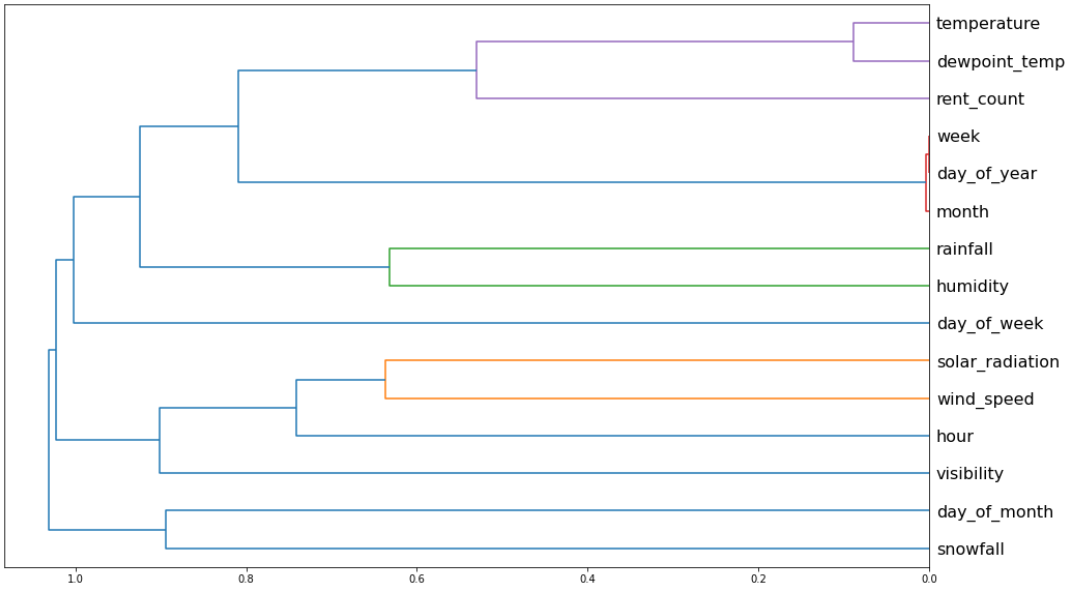 temperature
dewpoint_temp
rent_count
week
day_of_year
month
rainfall
humidity
day_of_week
solar_radiation
wind_speed
hour
visibility
day_of_month
snowfall
1.0 0.8 0.6 0.4 0.2 0.0